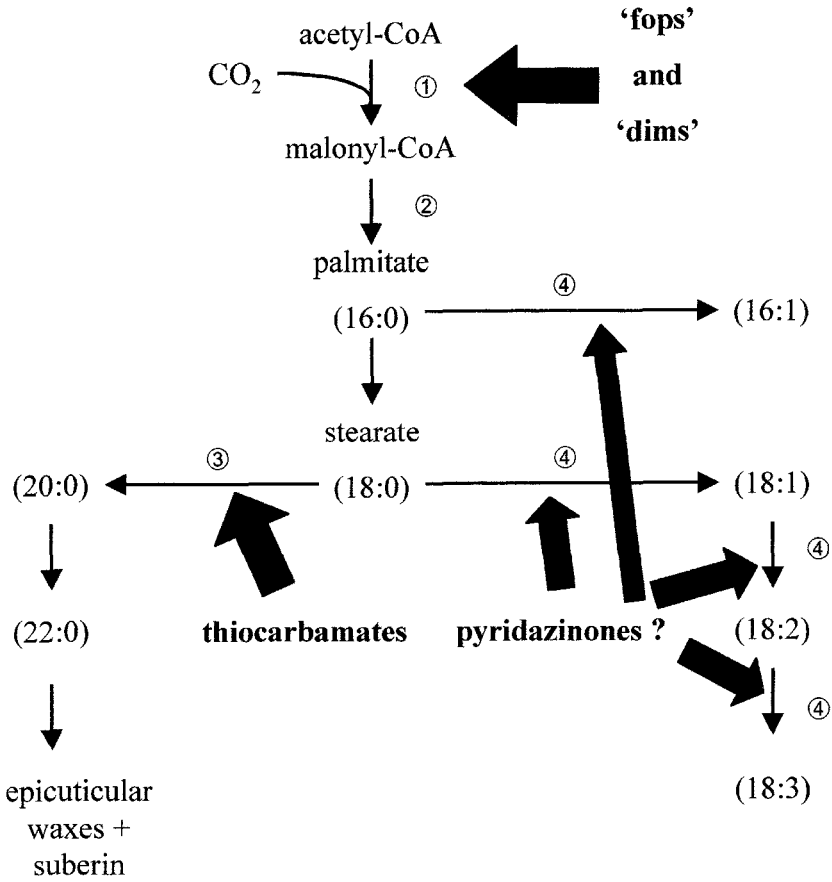 acetyl-CoA
‘fops’
and
‘dims’
CO2
①
malonyl-CoA
②
palmitate
④
(16:0)
(16:1)
stearate
③
④
(20:0)
(18:0)
(18:1)
④
(22:0)
thiocarbamates
pyridazinones ?
(18:2)
④
epicuticular
waxes +
suberin
(18:3)